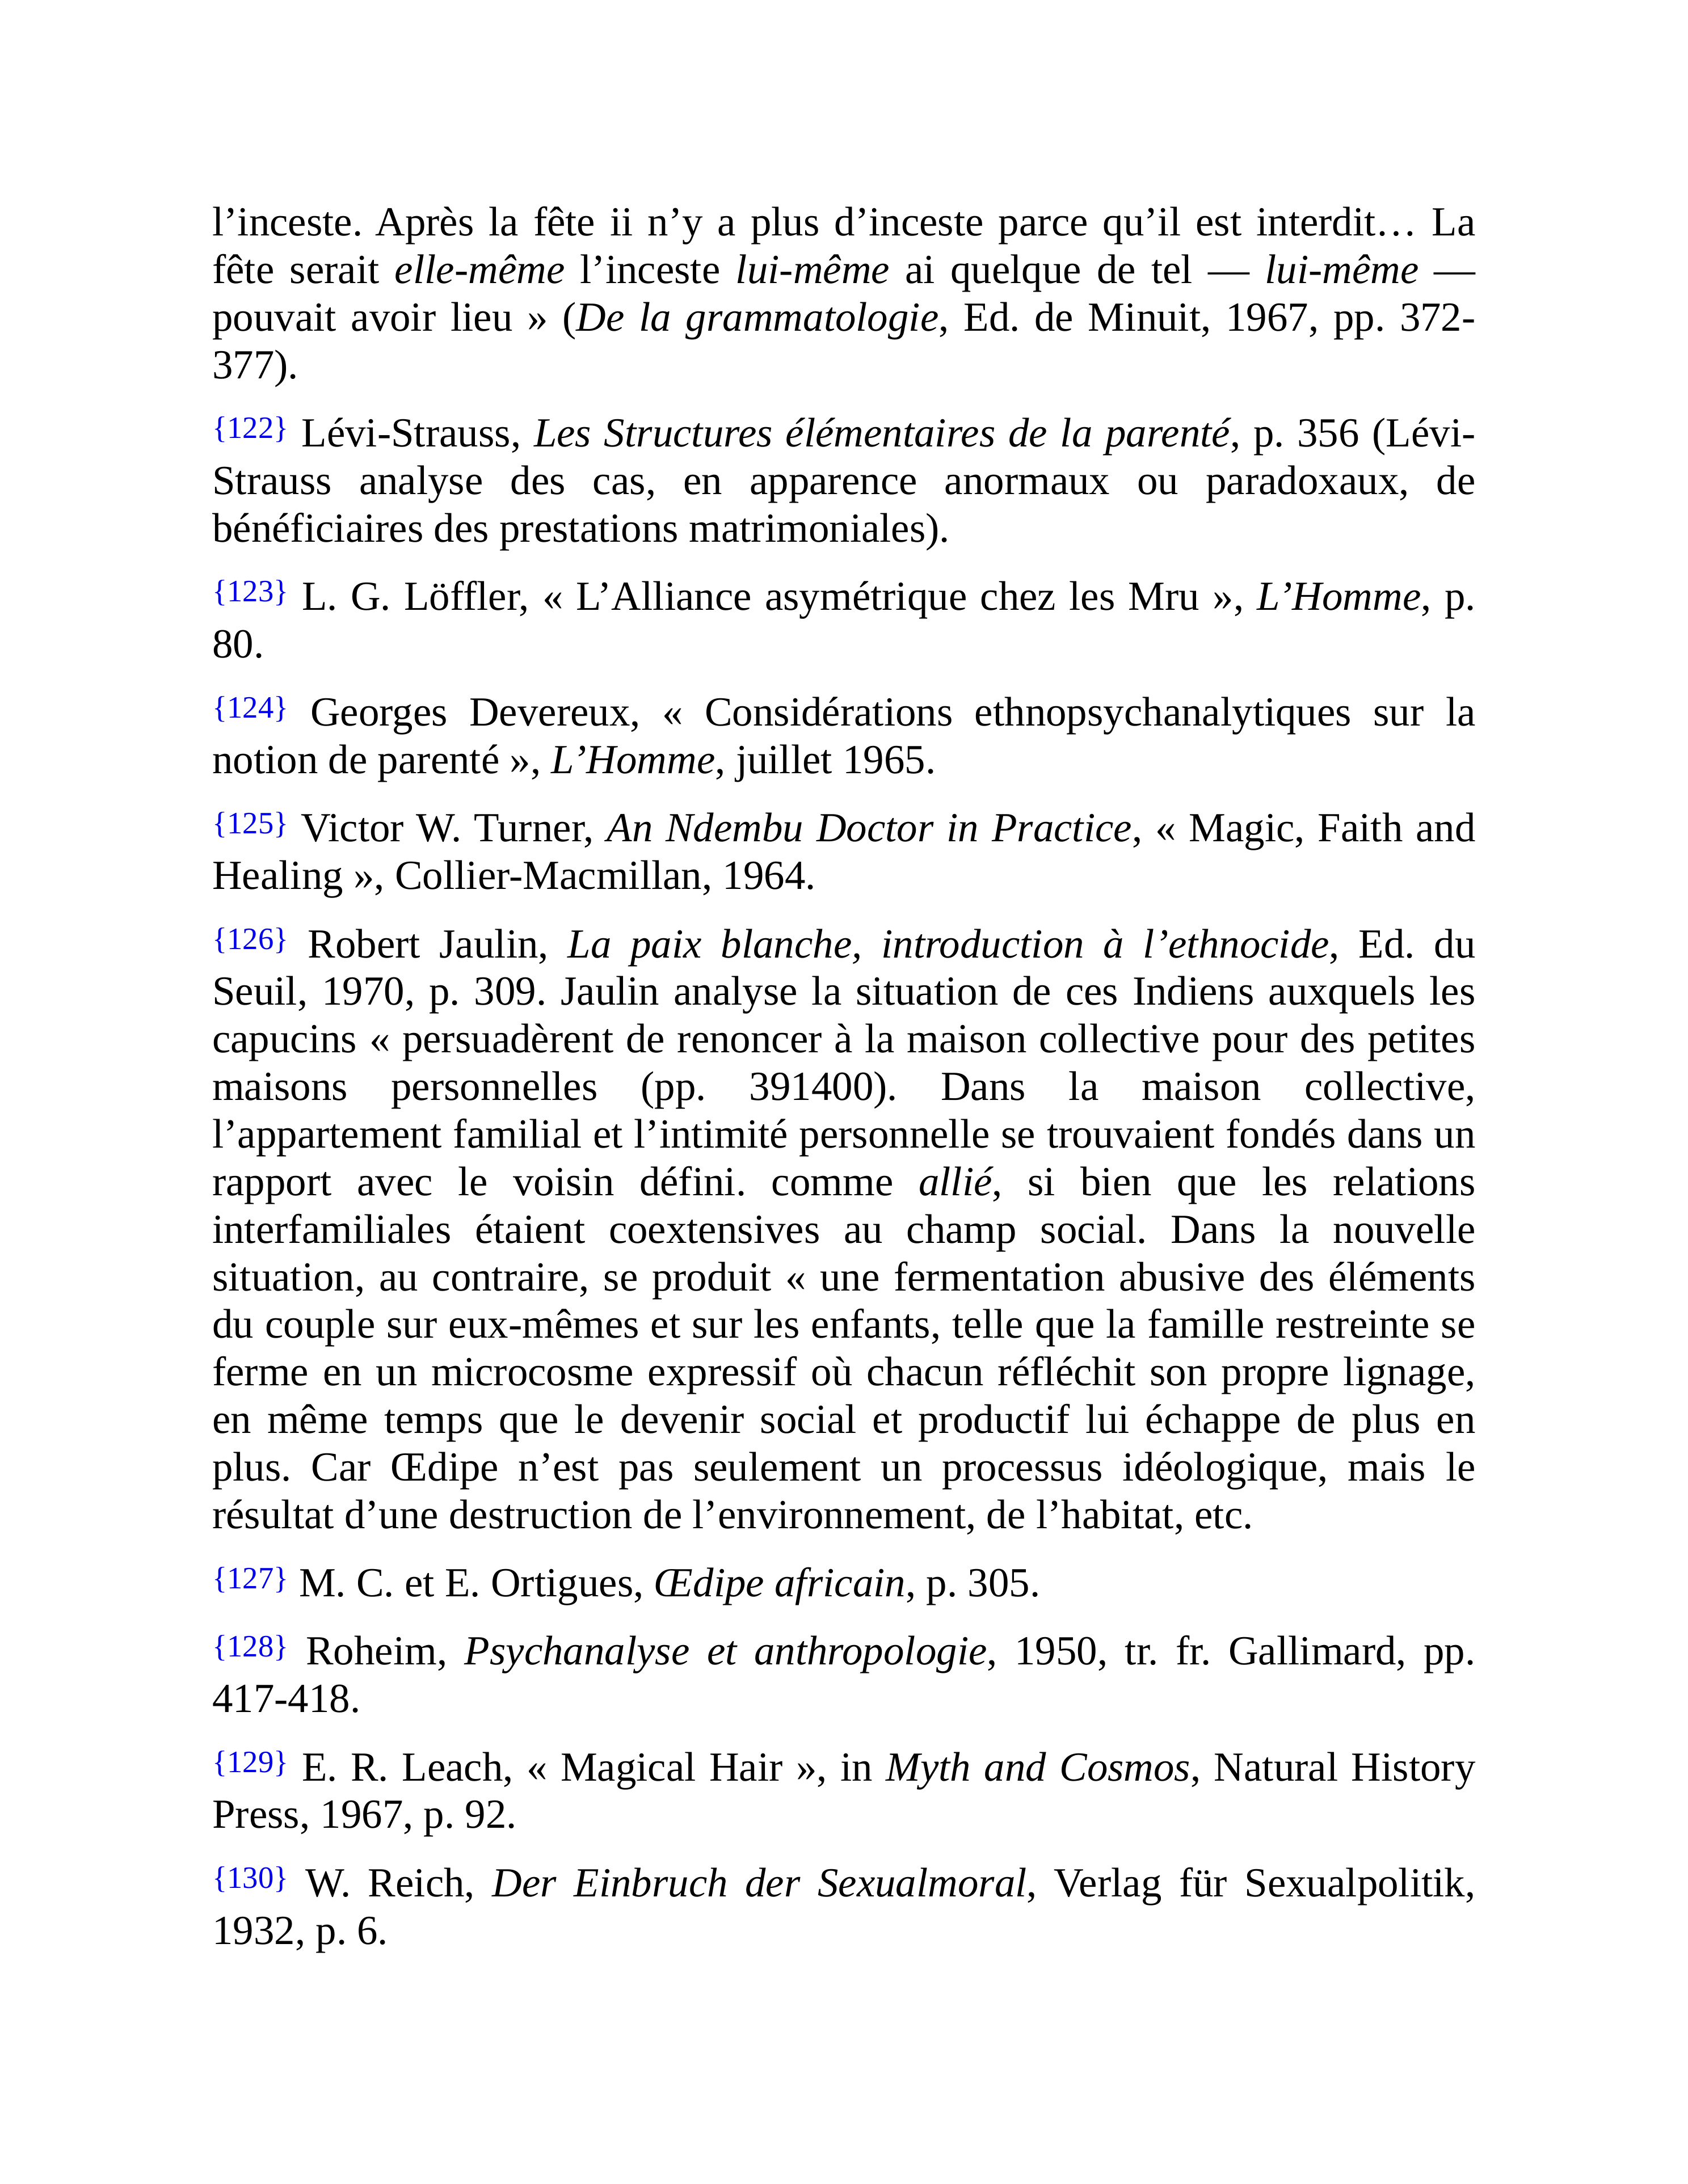 l’inceste. Après la fête ii n’y a plus d’inceste parce qu’il est interdit… La
fête serait elle-même l’inceste lui-même ai quelque de tel — lui-même —
pouvait avoir lieu » (De la grammatologie, Ed. de Minuit, 1967, pp. 372-
377).
{122} Lévi-Strauss, Les Structures élémentaires de la parenté, p. 356 (Lévi-
Strauss analyse des cas, en apparence anormaux ou paradoxaux, de
bénéficiaires des prestations matrimoniales).
{123} L. G. Löffler, « L’Alliance asymétrique chez les Mru », L’Homme, p.
80.
{124} Georges Devereux, « Considérations ethnopsychanalytiques sur la
notion de parenté », L’Homme, juillet 1965.
{125} Victor W. Turner, An Ndembu Doctor in Practice, « Magic, Faith and
Healing », Collier-Macmillan, 1964.
{126} Robert Jaulin, La paix blanche, introduction à l’ethnocide, Ed. du
Seuil, 1970, p. 309. Jaulin analyse la situation de ces Indiens auxquels les
capucins « persuadèrent de renoncer à la maison collective pour des petites
maisons personnelles (pp. 391400). Dans la maison collective,
l’appartement familial et l’intimité personnelle se trouvaient fondés dans un
rapport avec le voisin défini. comme allié, si bien que les relations
interfamiliales étaient coextensives au champ social. Dans la nouvelle
situation, au contraire, se produit « une fermentation abusive des éléments
du couple sur eux-mêmes et sur les enfants, telle que la famille restreinte se
ferme en un microcosme expressif où chacun réfléchit son propre lignage,
en même temps que le devenir social et productif lui échappe de plus en
plus. Car Œdipe n’est pas seulement un processus idéologique, mais le
résultat d’une destruction de l’environnement, de l’habitat, etc.
{127} M. C. et E. Ortigues, Œdipe africain, p. 305.
{128} Roheim, Psychanalyse et anthropologie, 1950, tr. fr. Gallimard, pp.
417-418.
{129} E. R. Leach, « Magical Hair », in Myth and Cosmos, Natural History
Press, 1967, p. 92.
{130} W. Reich, Der Einbruch der Sexualmoral, Verlag für Sexualpolitik,
1932, p. 6.